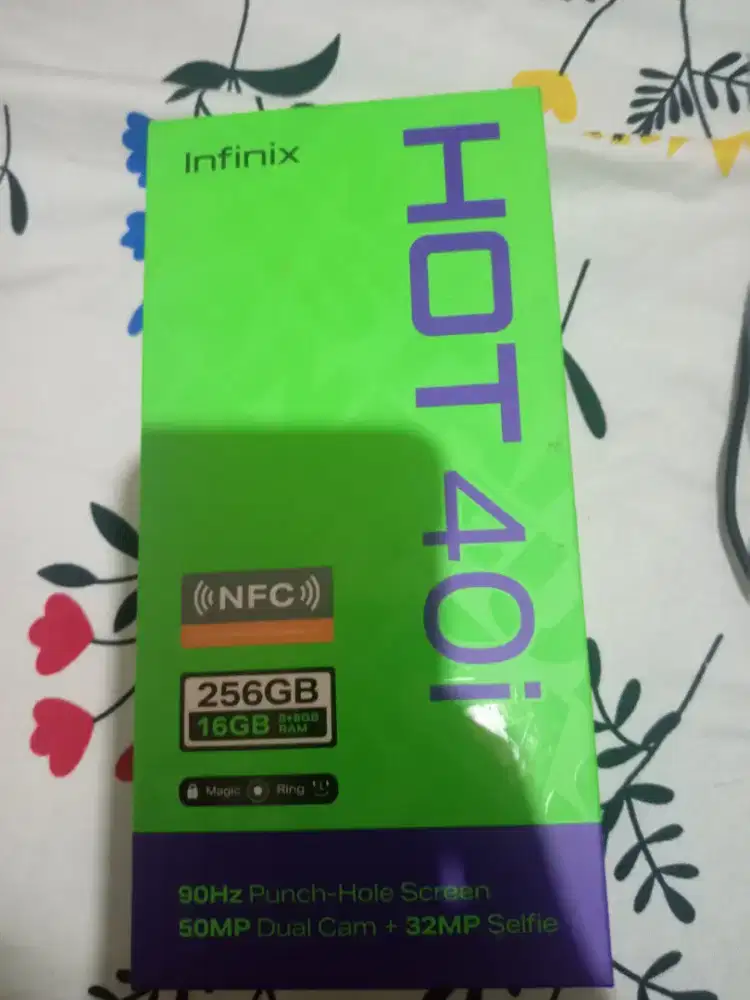 Infinix
HOT 40i
((( NFC )))
256GB
16GB 8+8GB RAM
Magic Ring
90Hz Punch-Hole Screen
50MP Dual Cam + 32MP Selfie